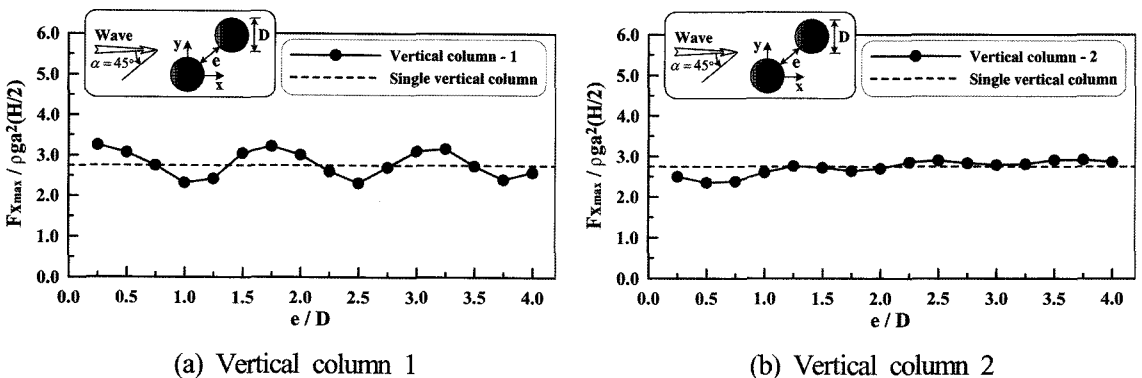 6.0
5.0
4.0
3.0
2.0
1.0
0.0
Fx_max / ρga²(H/2)
Wave
α = 45°
y
x
e
D
Vertical column - 1
Single vertical column
0.0 0.5 1.0 1.5 2.0 2.5 3.0 3.5 4.0
e / D
(a) Vertical column 1
6.0
5.0
4.0
3.0
2.0
1.0
0.0
Fx_max / ρga²(H/2)
Wave
α = 45°
y
x
e
D
Vertical column - 2
Single vertical column
0.0 0.5 1.0 1.5 2.0 2.5 3.0 3.5 4.0
e / D
(b) Vertical column 2